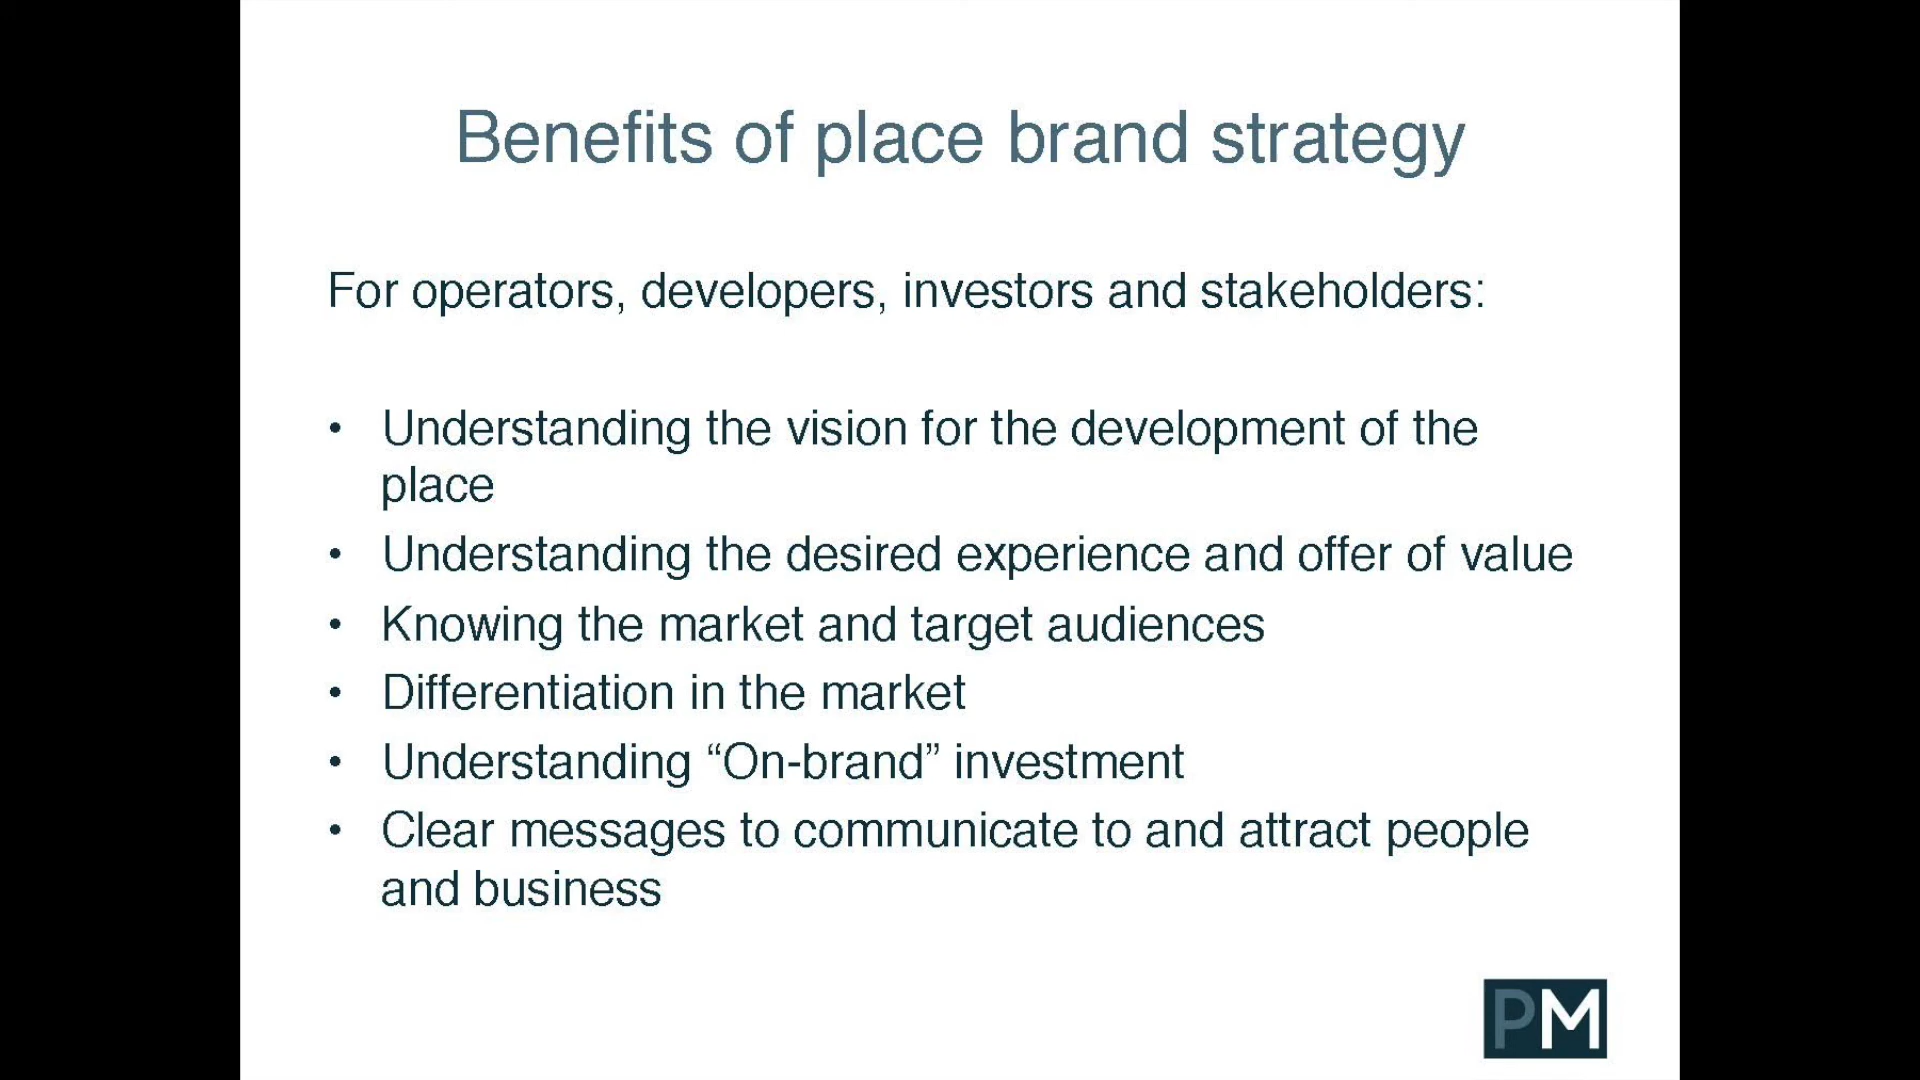 Benefits of place brand strategy
For operators, developers, investors and stakeholders:
• Understanding the vision for the development of the
place
• Understanding the desired experience and offer of value
• Knowing the market and target audiences
• Differentiation in the market
• Understanding “On-brand” investment
• Clear messages to communicate to and attract people
and business
PM